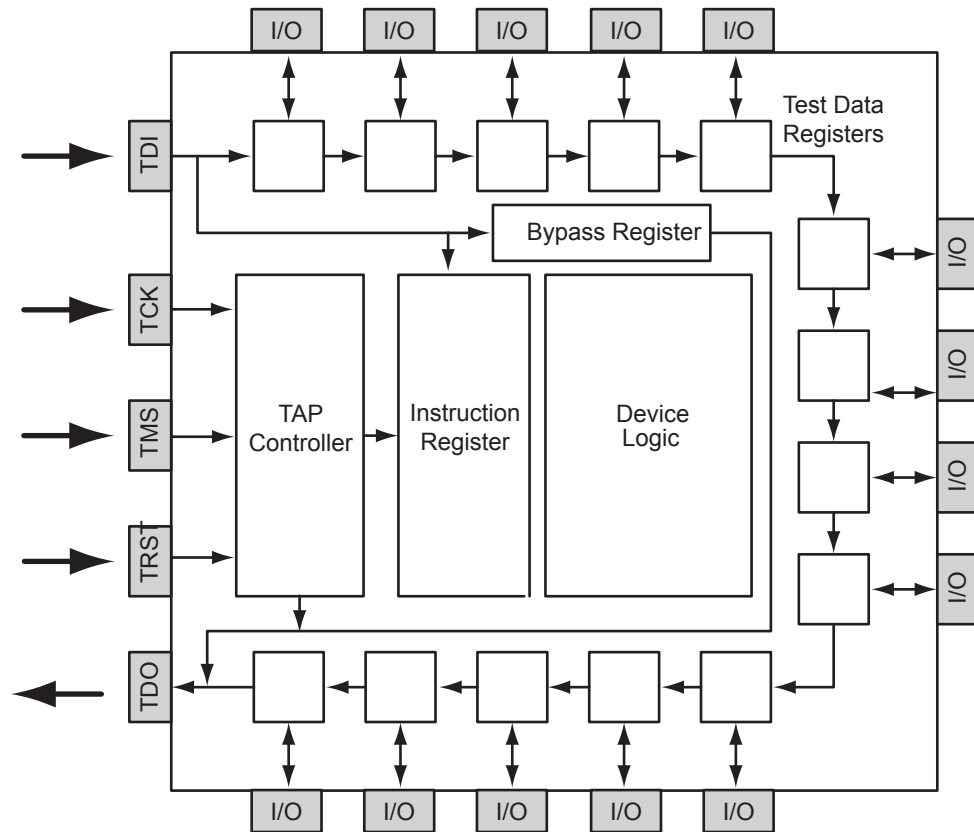 I/O
I/O
I/O
I/O
I/O
Test Data
Registers
TDI
Bypass Register
I/O
TCK
I/O
TAP
Controller
Instruction
Register
Device
Logic
TMS
I/O
TRST
I/O
TDO
I/O
I/O
I/O
I/O
I/O